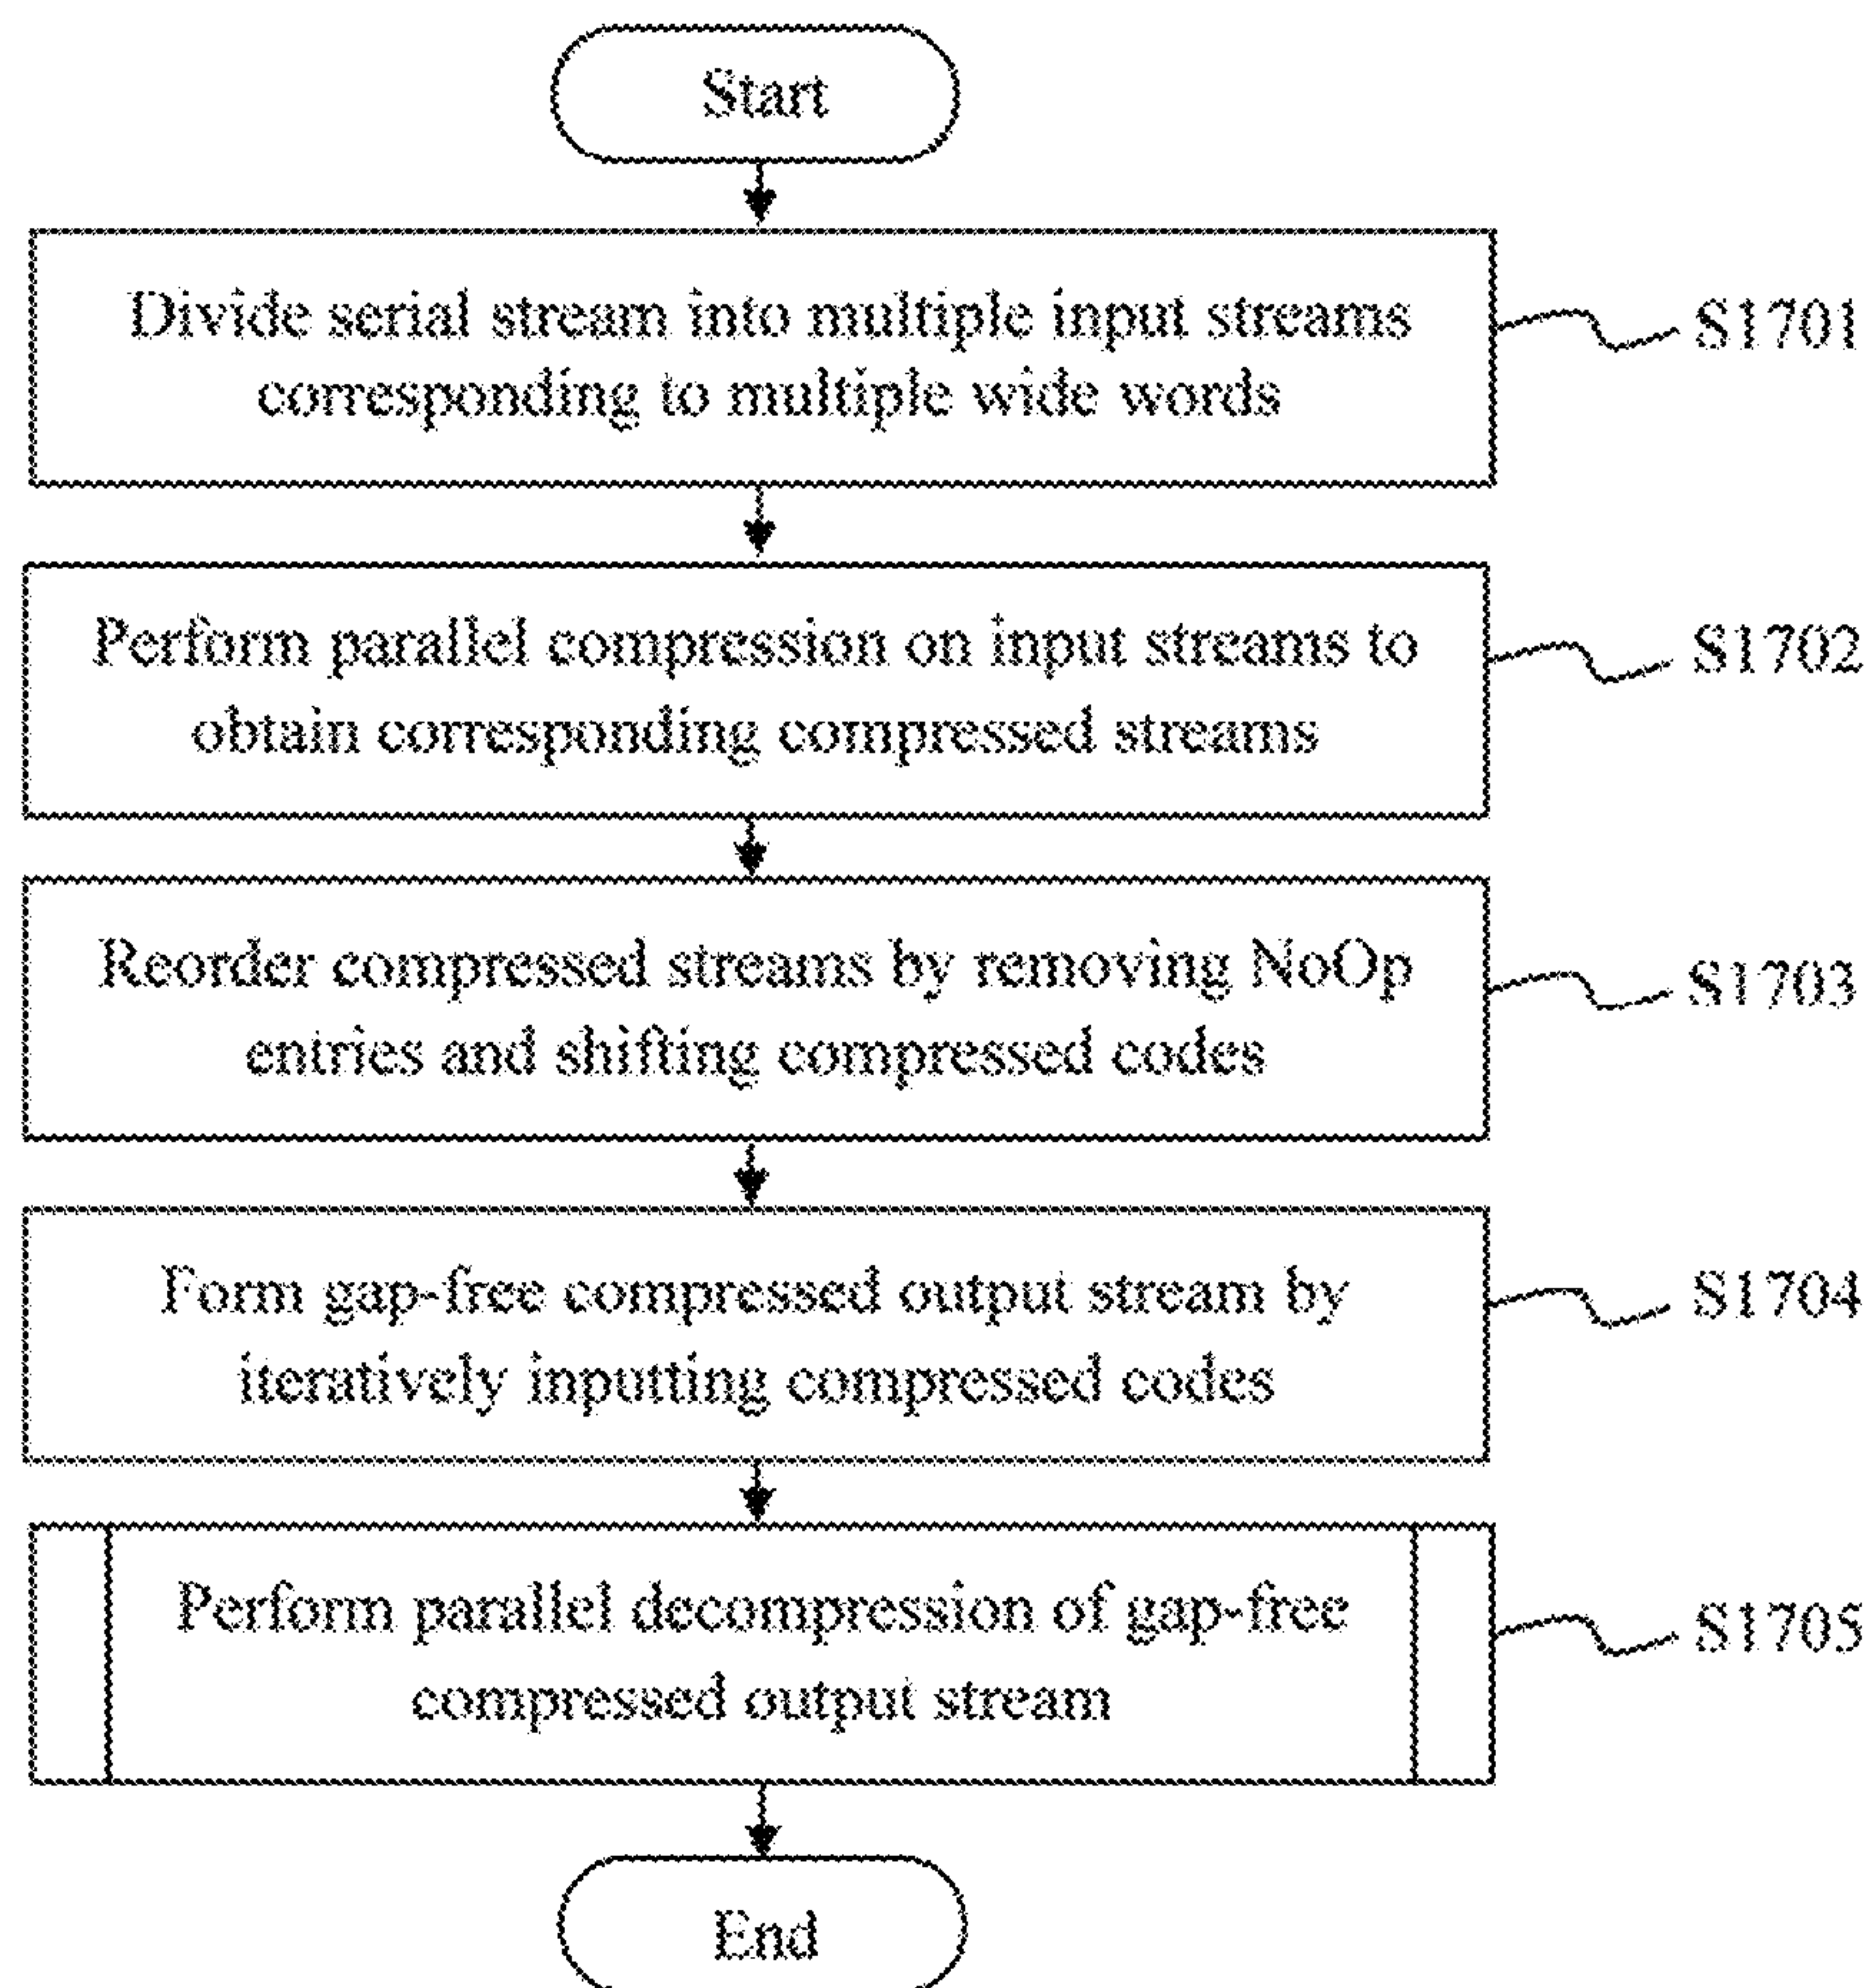 Start
Divide serial stream into multiple input streams
corresponding to multiple wide words
S1701
Perform parallel compression on input streams to
obtain corresponding compressed streams
S1702
Reorder compressed streams by removing NoOp
entries and shifting compressed codes
S1703
Form gap-free compressed output stream by
iteratively inputting compressed codes
S1704
Perform parallel decompression of gap-free
compressed output stream
S1705
End